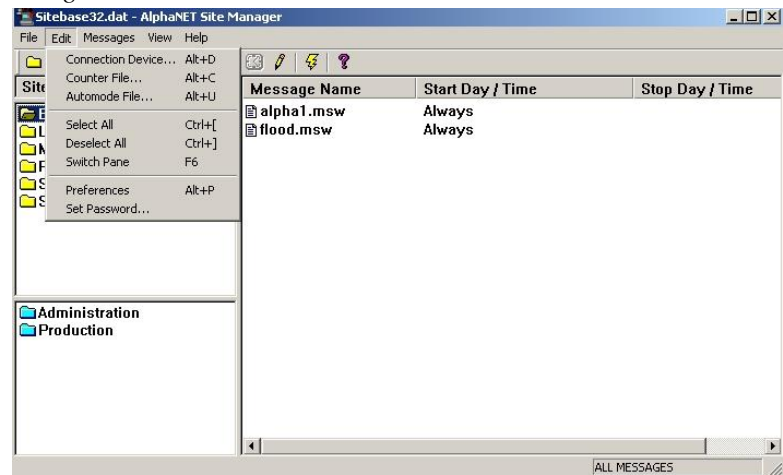 Sitebase32.dat - AlphaNET Site Manager
File Edit Messages View Help
Connection Device... Alt+D
Counter File... Alt+C
Automode File... Alt+U
Select All Ctrl+[
Deselect All Ctrl+]
Switch Pane F6
Preferences Alt+P
Set Password...
Message Name Start Day / Time Stop Day / Time
alpha1.msw Always
flood.msw Always
Administration
Production
ALL MESSAGES